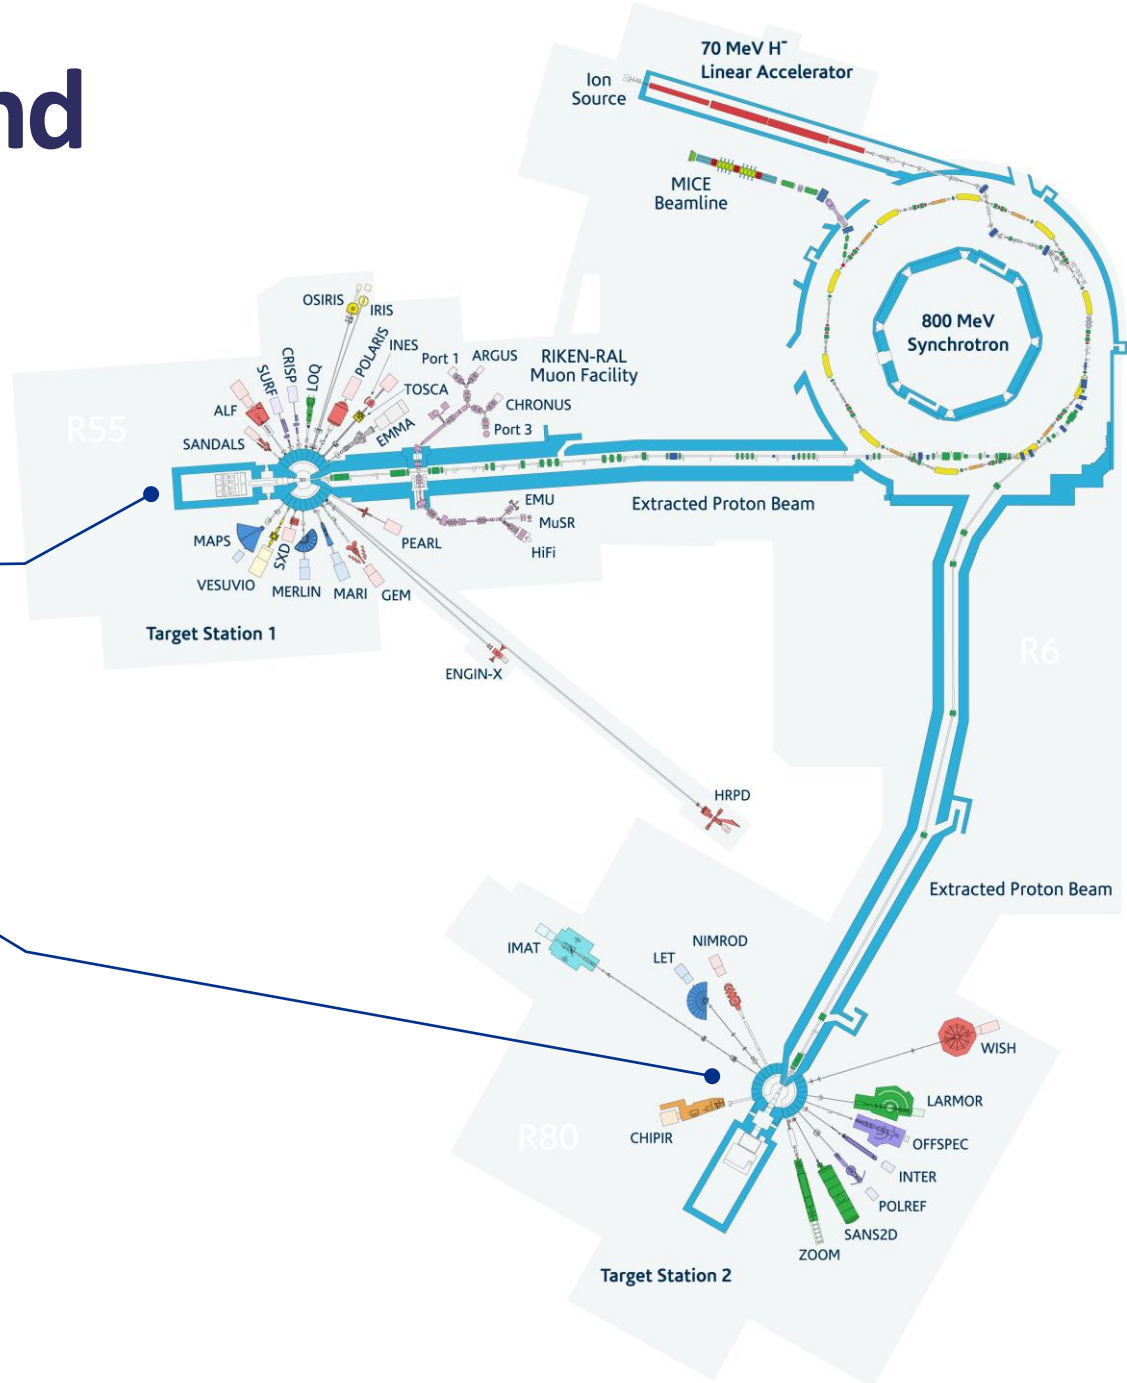 nd
70 MeV H⁻
Linear Accelerator
Ion
Source
MICE
Beamline
800 MeV
Synchrotron
OSIRIS
IRIS
POLARIS
INES
CRISP
SURF
LOQ
TOSCA
ALF
EMMA
SANDALS
Port 1
ARGUS
RIKEN-RAL
Muon Facility
CHRONUS
Port 3
R55
Extracted Proton Beam
EMU
MuSR
HiFi
PEARL
MAPS
VESUVIO
SXD
MERLIN
MARI
GEM
Target Station 1
ENGIN-X
R6
HRPD
Extracted Proton Beam
IMAT
LET
NIMROD
WISH
LARMOR
OFFSPEC
INTER
POLREF
SANS2D
ZOOM
CHIPIR
R80
Target Station 2